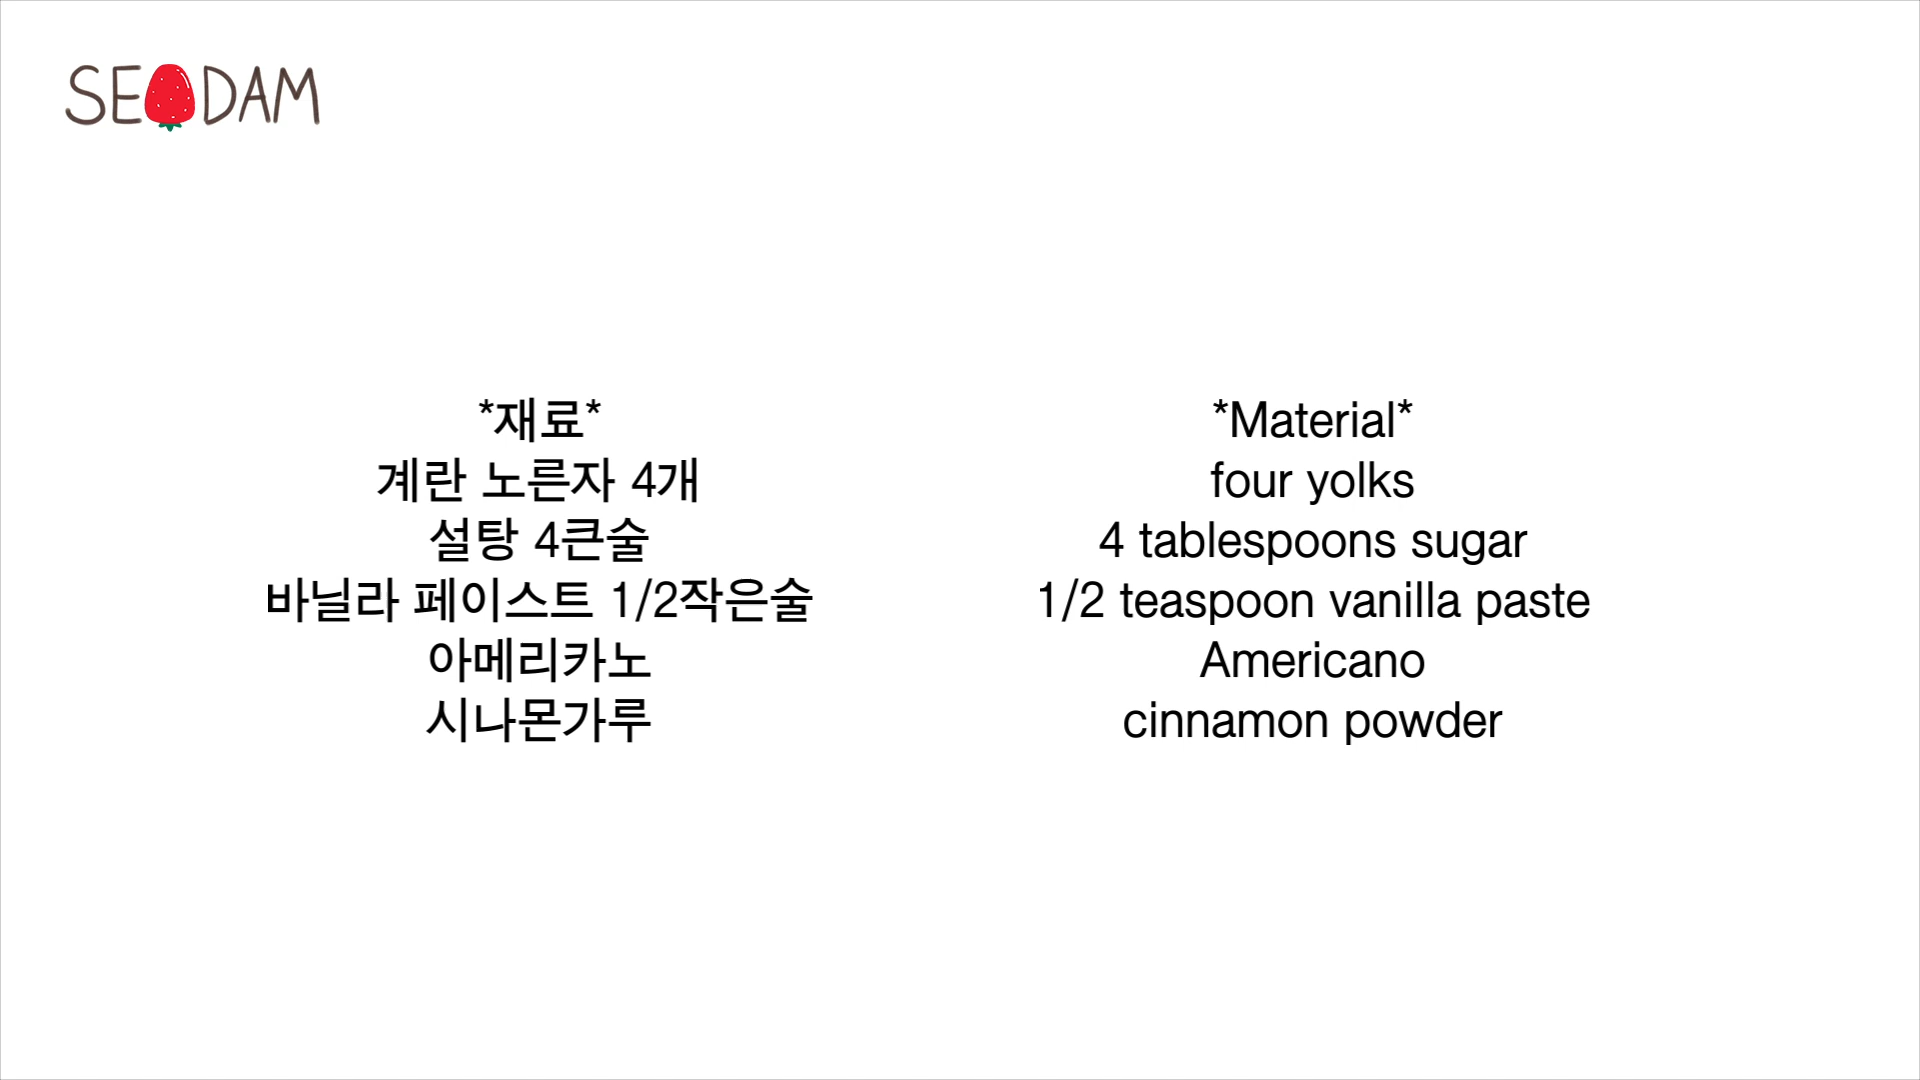 SEODAM
*재료*
계란 노른자 4개
설탕 4큰술
바닐라 페이스트 1/2작은술
아메리카노
시나몬가루
*Material*
four yolks
4 tablespoons sugar
1/2 teaspoon vanilla paste
Americano
cinnamon powder